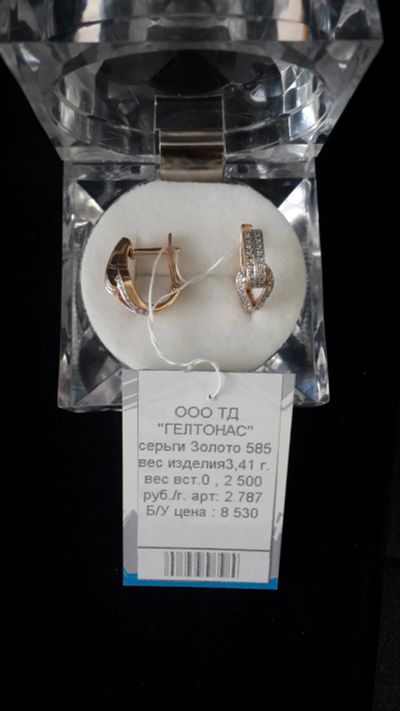 ООО ТД
"ГЕЛТОНАС"
серьги Золото 585
вес изделия3,41 г.
вес вст.0 , 2 500
руб./г. арт: 2 787
Б/У цена : 8 530